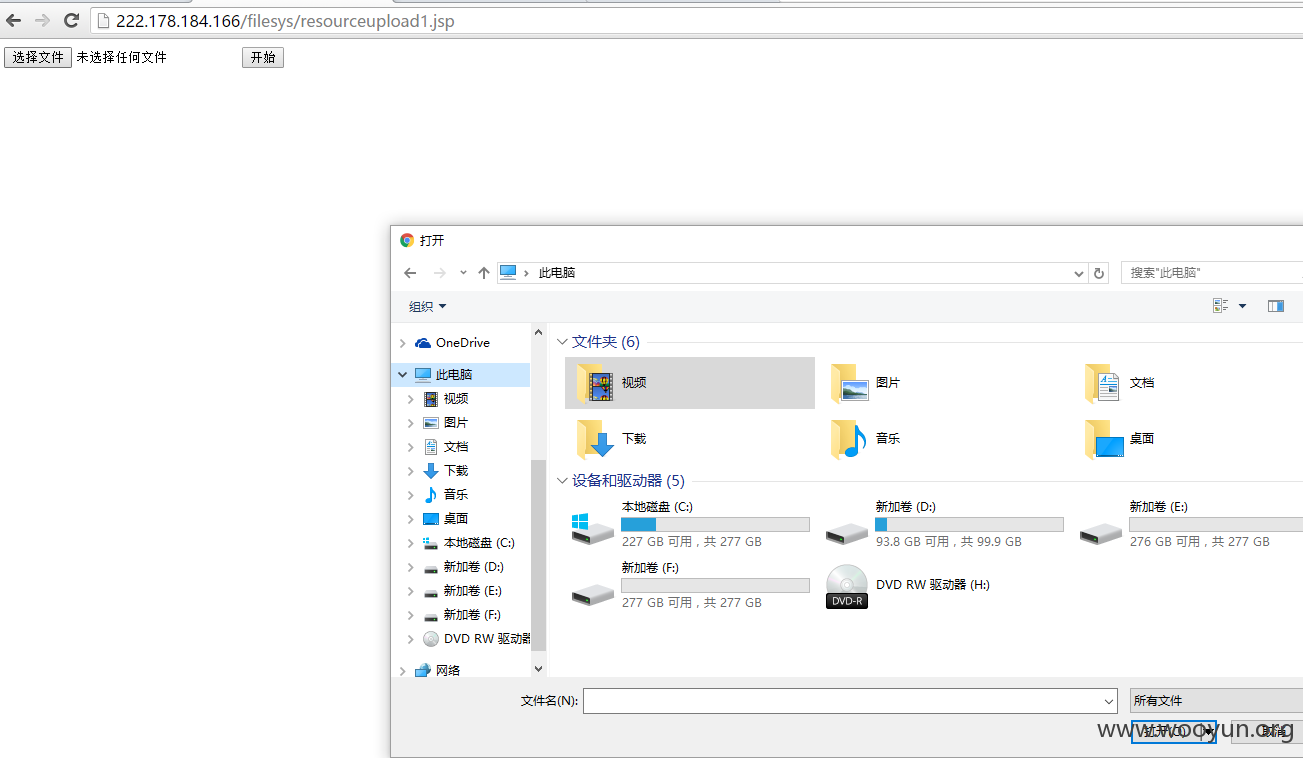 222.178.184.166/filesys/resourceupload1.jsp
选择文件 未选择任何文件 开始
打开
此电脑 搜索"此电脑"
组织
OneDrive
此电脑
视频
图片
文档
下载
音乐
桌面
本地磁盘 (C:)
新加卷 (D:)
新加卷 (E:)
新加卷 (F:)
DVD RW 驱动器
网络
文件夹 (6)
视频 图片 文档
下载 音乐 桌面
设备和驱动器 (5)
本地磁盘 (C:) 新加卷 (D:) 新加卷 (E:)
227 GB 可用，共 277 GB 93.8 GB 可用，共 99.9 GB 276 GB 可用，共 277 GB
新加卷 (F:)
277 GB 可用，共 277 GB
DVD-R DVD RW 驱动器 (H:)
文件名(N): 所有文件
打开(O) 取消
www.wooyun.org